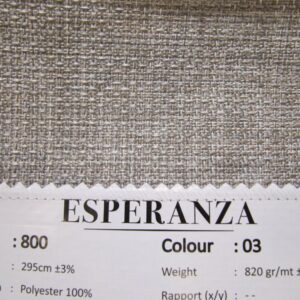 ESPERANZA
: 800 Colour : 03
: 295cm ±3% Weight : 820 gr/mt ±
: Polyester 100% Rapport (x/y) :